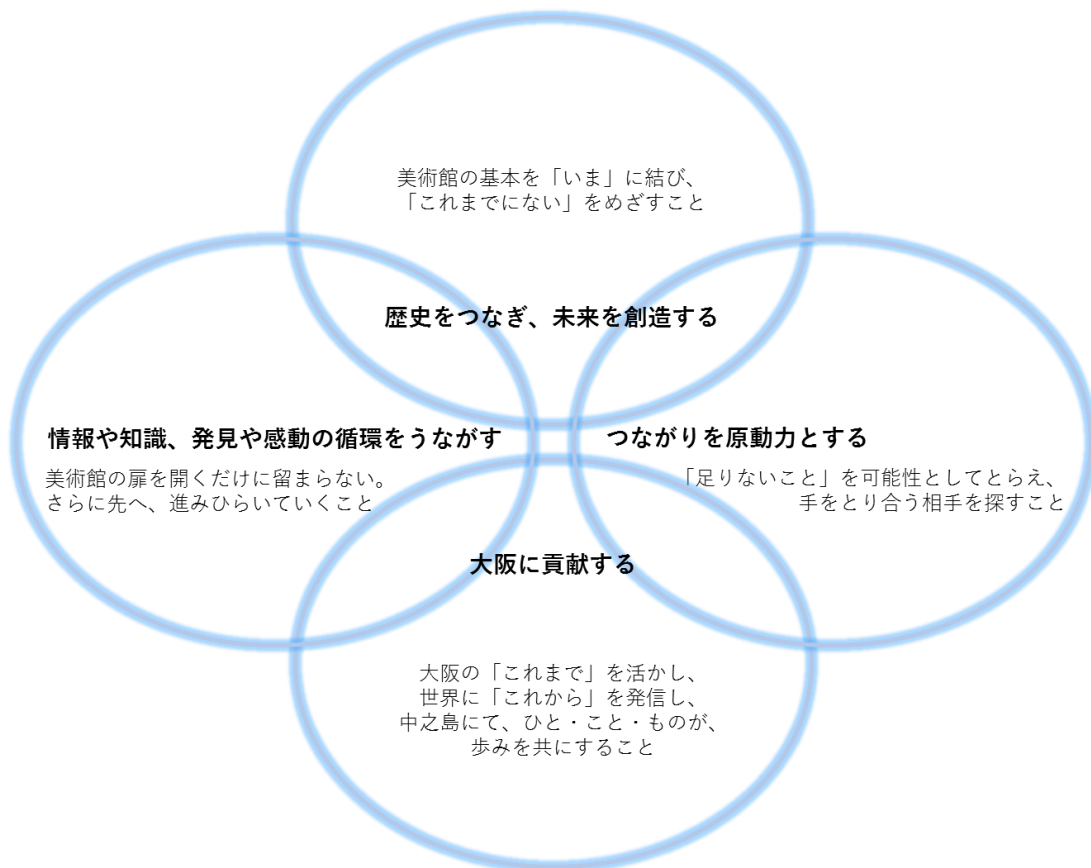 美術館の基本を「いま」に結び、
「これまでにない」をめざすこと
歴史をつなぎ、未来を創造する
情報や知識、発見や感動の循環をうながす
美術館の扉を開くだけに留まらない。
さらに先へ、進みひらいていくこと
つながりを原動力とする
「足りないこと」を可能性としてとらえ、
手をとり合う相手を探すこと
大阪に貢献する
大阪の「これまで」を活かし、
世界に「これから」を発信し、
中之島にて、ひと・こと・ものが、
歩みを共にすること